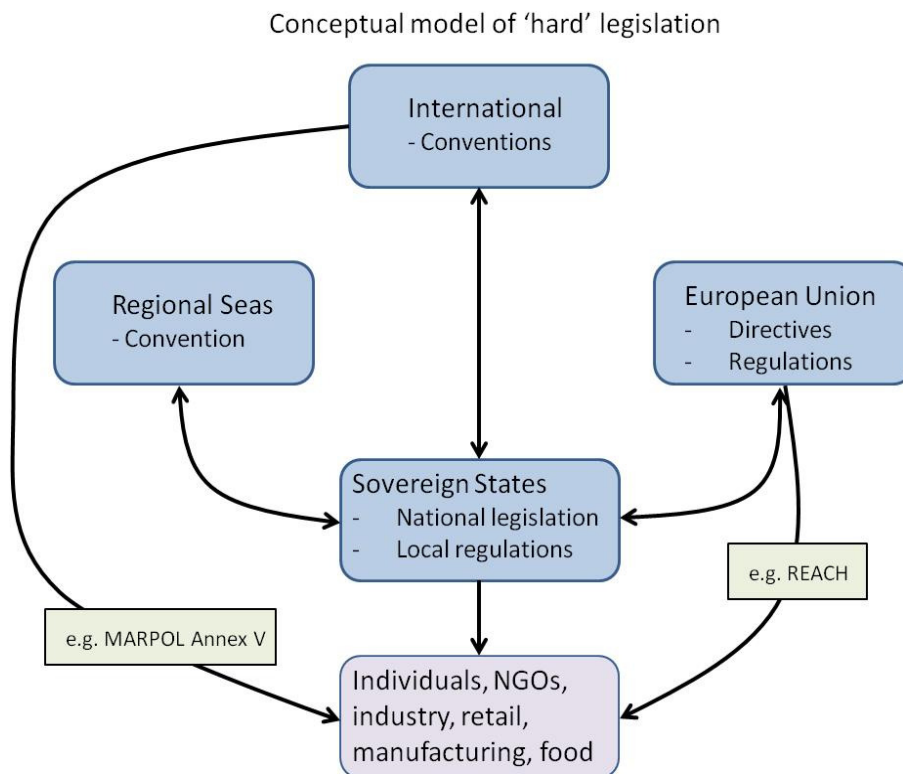 Conceptual model of ‘hard’ legislation
International
- Conventions
Regional Seas
- Convention
European Union
- Directives
- Regulations
Sovereign States
- National legislation
- Local regulations
e.g. REACH
e.g. MARPOL Annex V
Individuals, NGOs,
industry, retail,
manufacturing, food